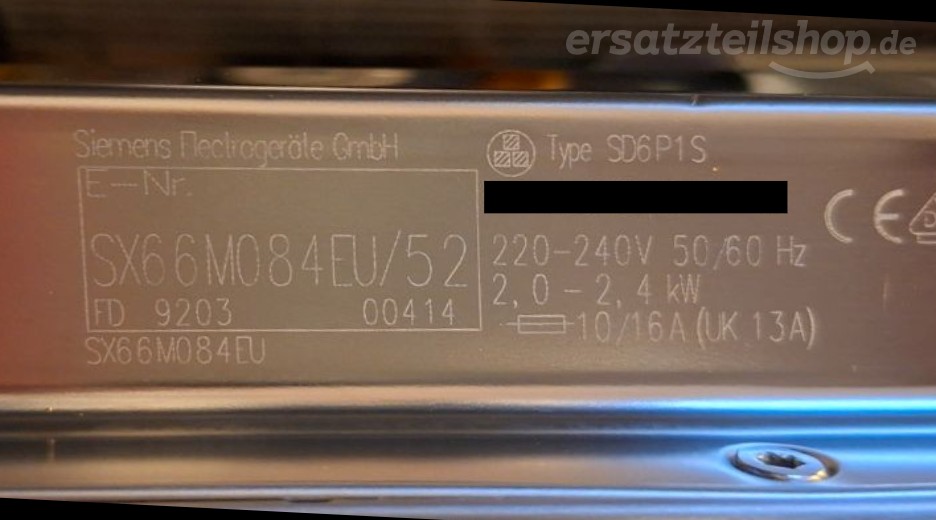 ersatzteilshop.de
Siemens Electrogeräte GmbH
E-Nr.
SX66M084EU/52
FD 9203 00414
SX66M084EU
Type SD6P1S
220-240V 50/60 Hz
2,0 - 2,4 kW
10/16A (UK 13A)
CE